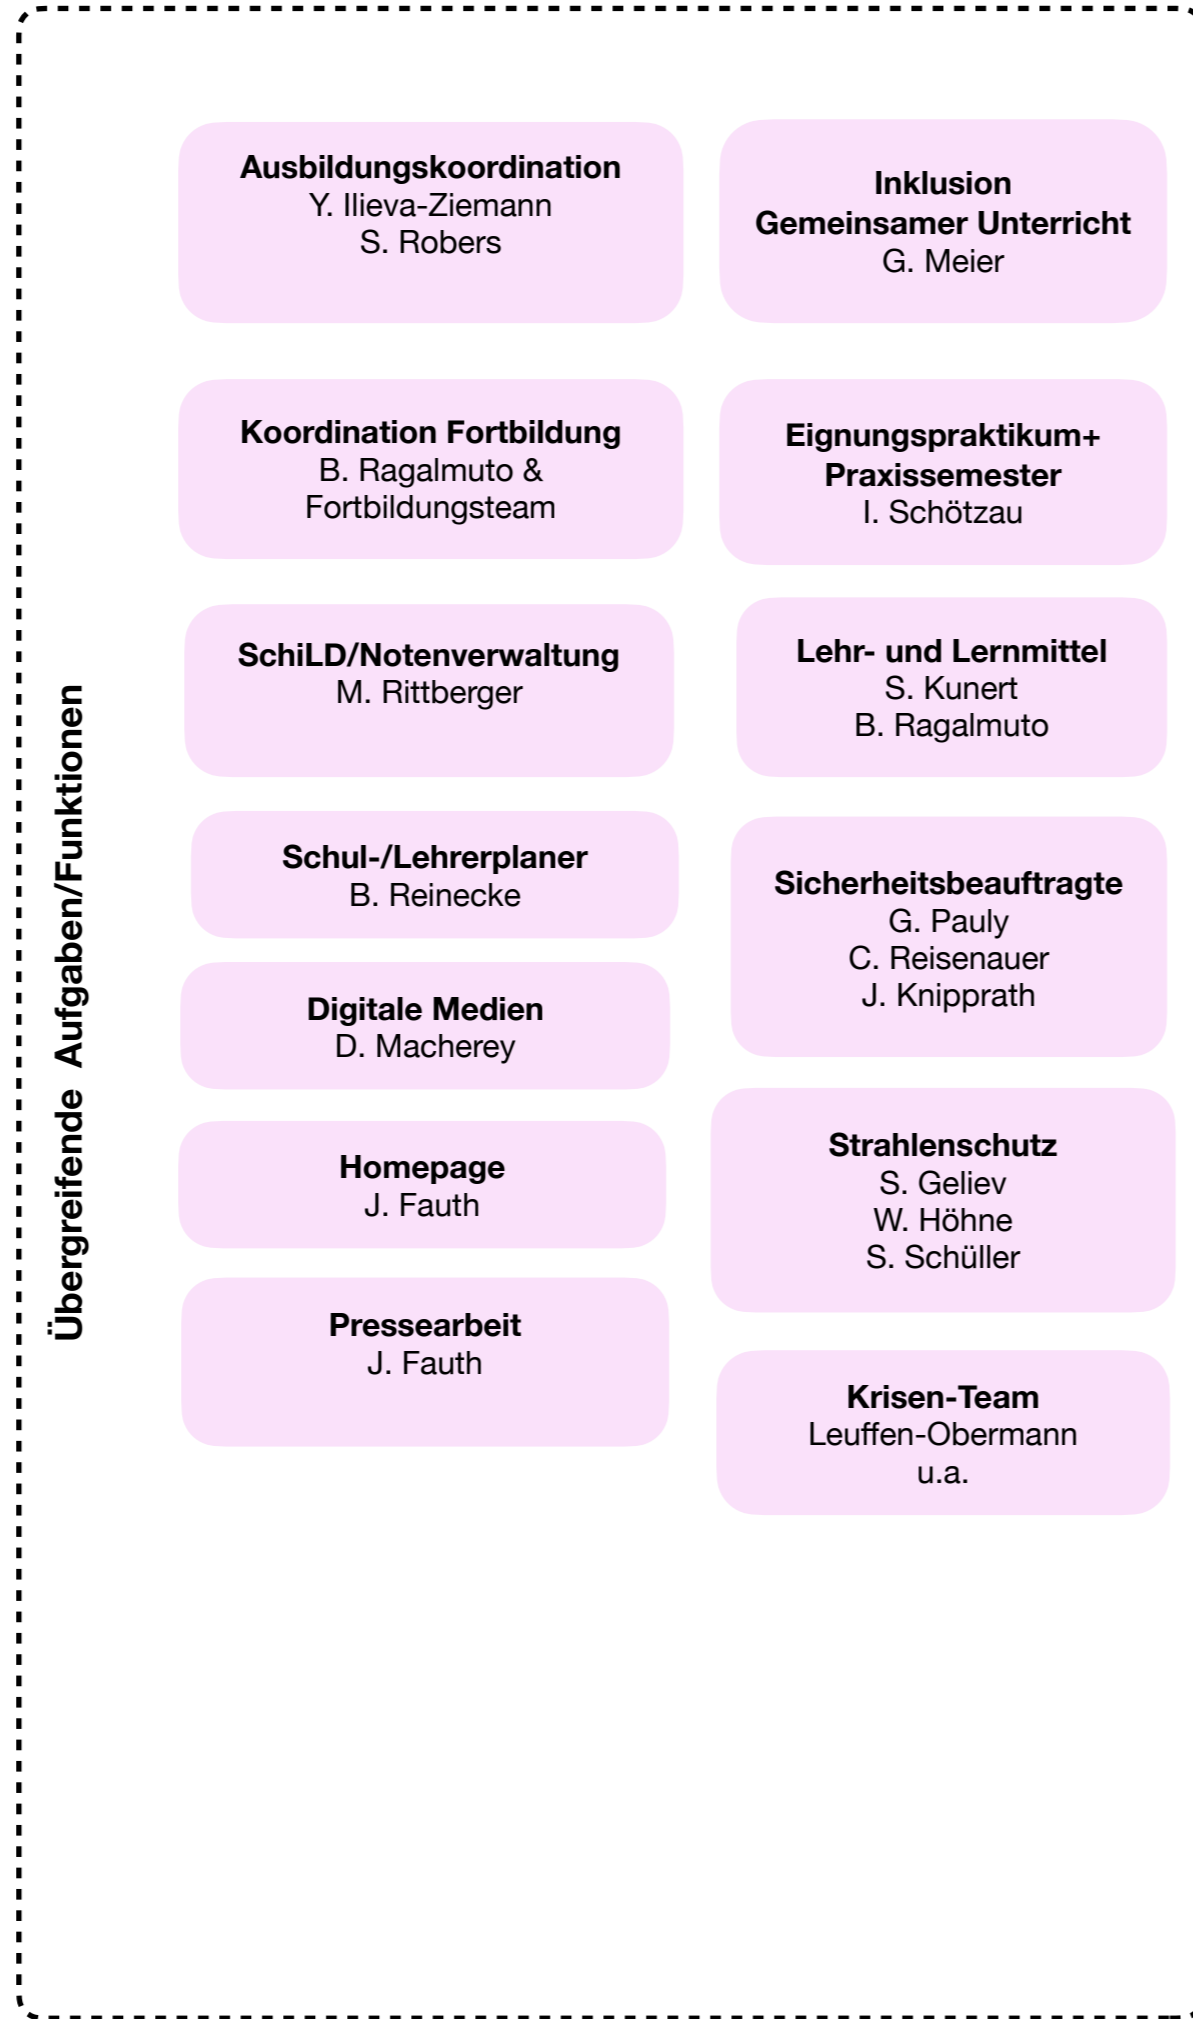 Übergreifende Aufgaben/Funktionen
Ausbildungskoordination
Y. Ilieva-Ziemann
S. Robers
Inklusion
Gemeinsamer Unterricht
G. Meier
Koordination Fortbildung
B. Ragalmuto &
Fortbildungsteam
Eignungspraktikum+
Praxissemester
I. Schötzau
SchiLD/Notenverwaltung
M. Rittberger
Lehr- und Lernmittel
S. Kunert
B. Ragalmuto
Schul-/Lehrerplaner
B. Reinecke
Sicherheitsbeauftragte
G. Pauly
C. Reisenauer
J. Knipprath
Digitale Medien
D. Macherey
Homepage
J. Fauth
Strahlenschutz
S. Geliev
W. Höhne
S. Schüller
Pressearbeit
J. Fauth
Krisen-Team
Leuffen-Obermann
u.a.